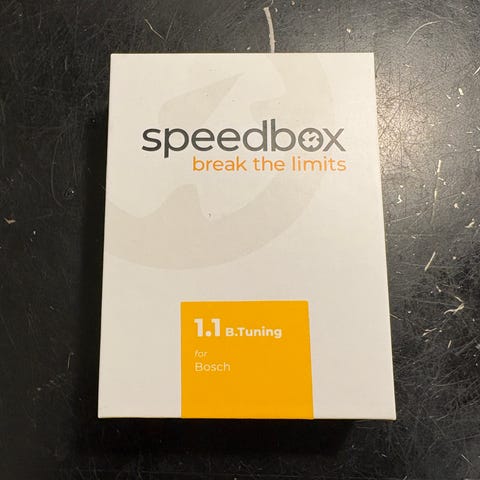 speedbox
break the limits
1.1 B.Tuning
for
Bosch